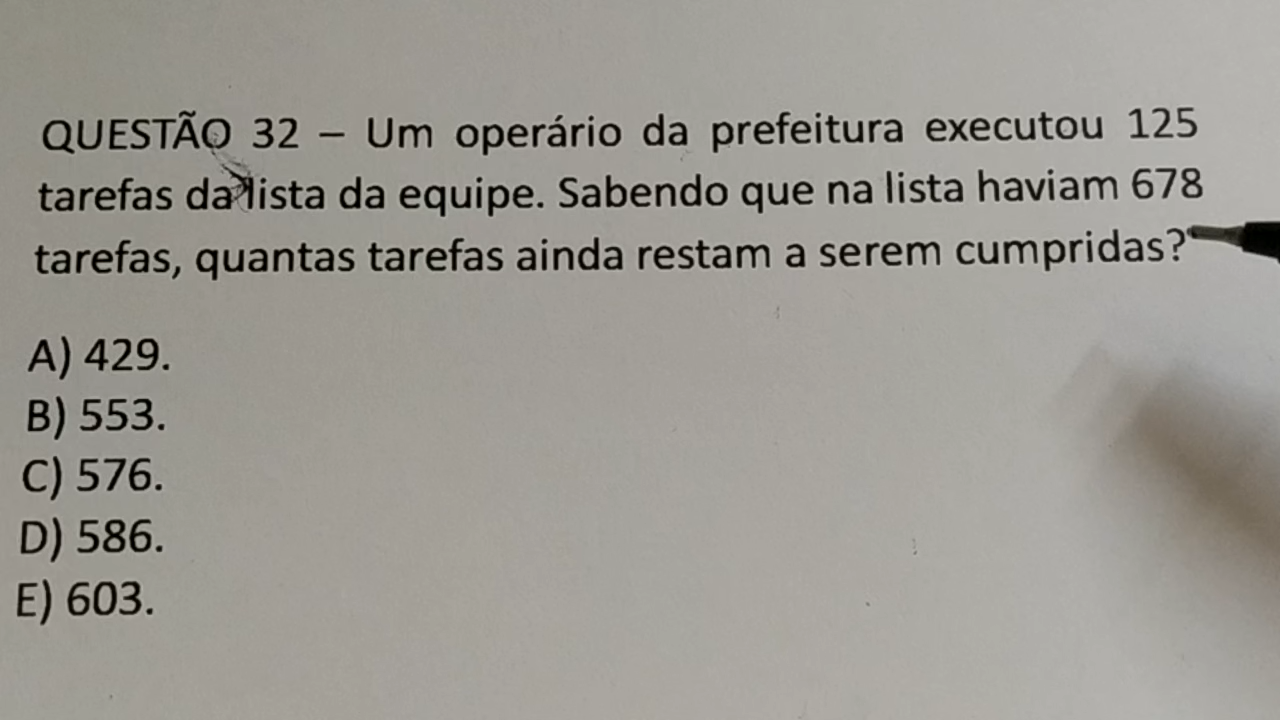 QUESTÃO 32 – Um operário da prefeitura executou 125
tarefas da lista da equipe. Sabendo que na lista haviam 678
tarefas, quantas tarefas ainda restam a serem cumpridas?
A) 429.
B) 553.
C) 576.
D) 586.
E) 603.